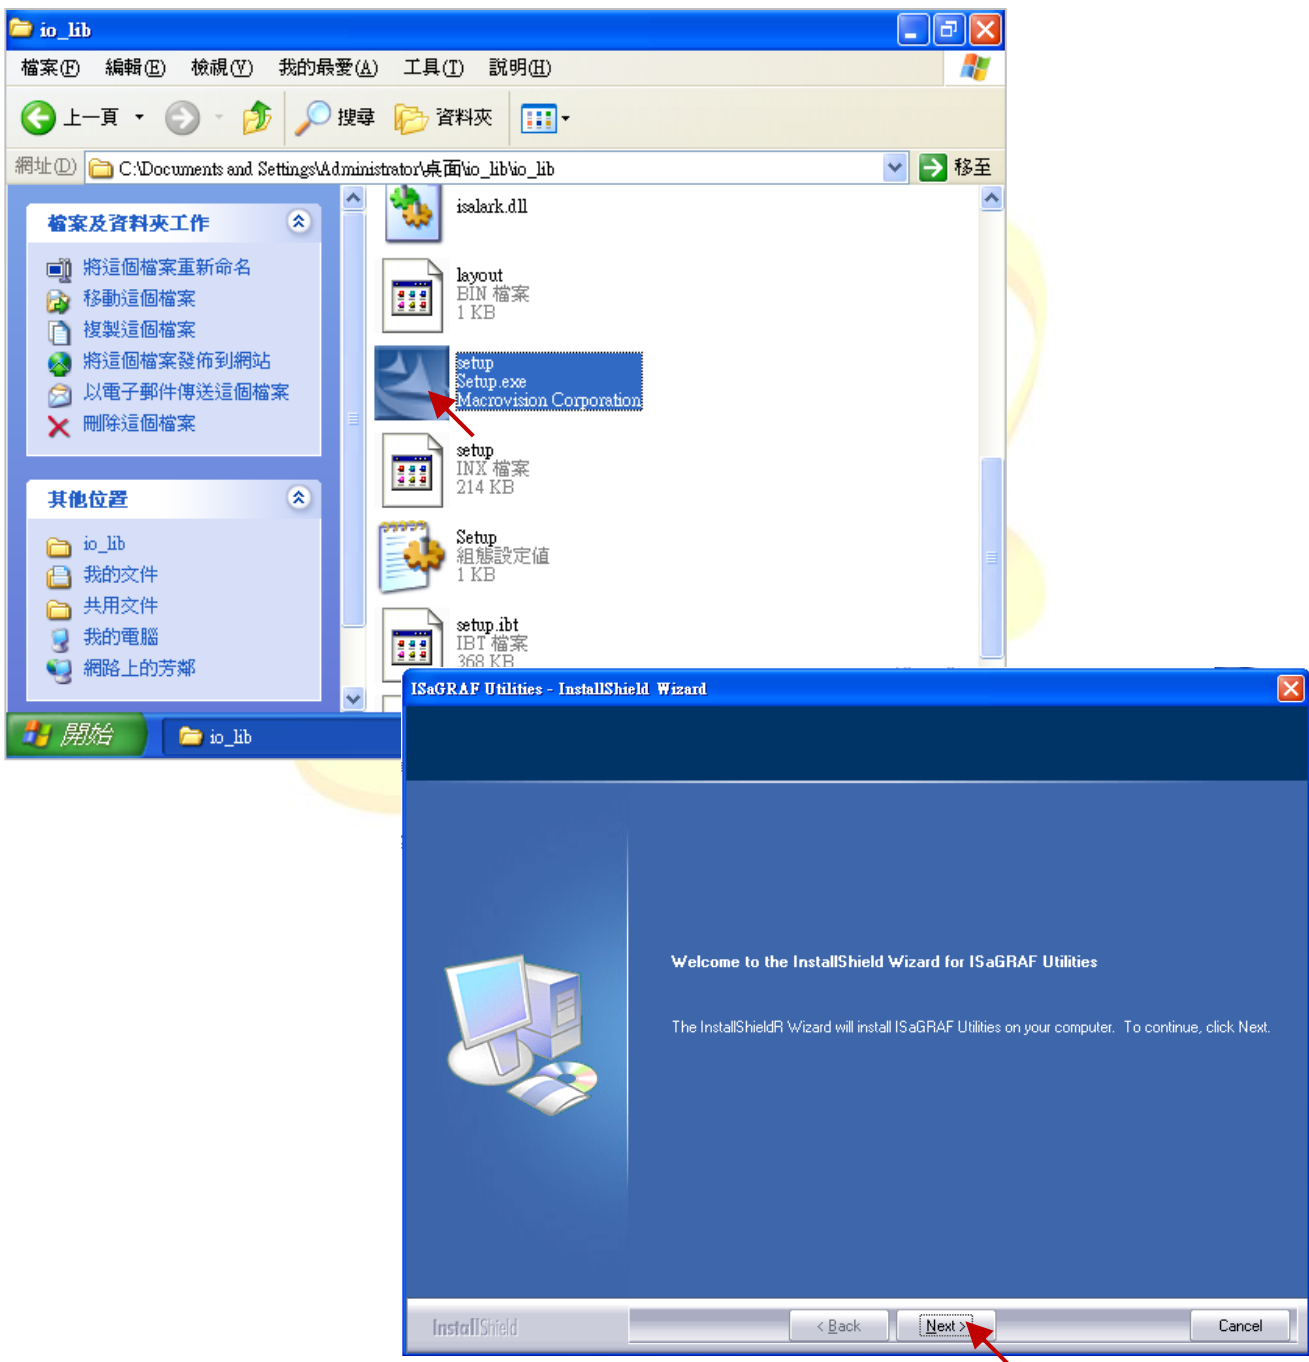 io_lib
檔案(F) 編輯(E) 檢視(V) 我的最愛(A) 工具(T) 說明(H)
上一頁 搜尋 資料夾
網址(D) C:\Documents and Settings\Administrator\桌面\io_lib\io_lib 移至
檔案及資料夾工作
將這個檔案重新命名
移動這個檔案
複製這個檔案
將這個檔案發佈到網站
以電子郵件傳送這個檔案
刪除這個檔案
其他位置
io_lib
我的文件
共用文件
我的電腦
網路上的芳鄰
isalark.dll
layout
BIN 檔案
1 KB
setup
Setup.exe
Macrovision Corporation
setup
INX 檔案
214 KB
Setup
組態設定值
1 KB
setup.ibt
IBT 檔案
368 KB
開始 io_lib
ISaGRAF Utilities - InstallShield Wizard
Welcome to the InstallShield Wizard for ISaGRAF Utilities
The InstallShieldR Wizard will install ISaGRAF Utilities on your computer. To continue, click Next.
InstallShield
< Back Next > Cancel